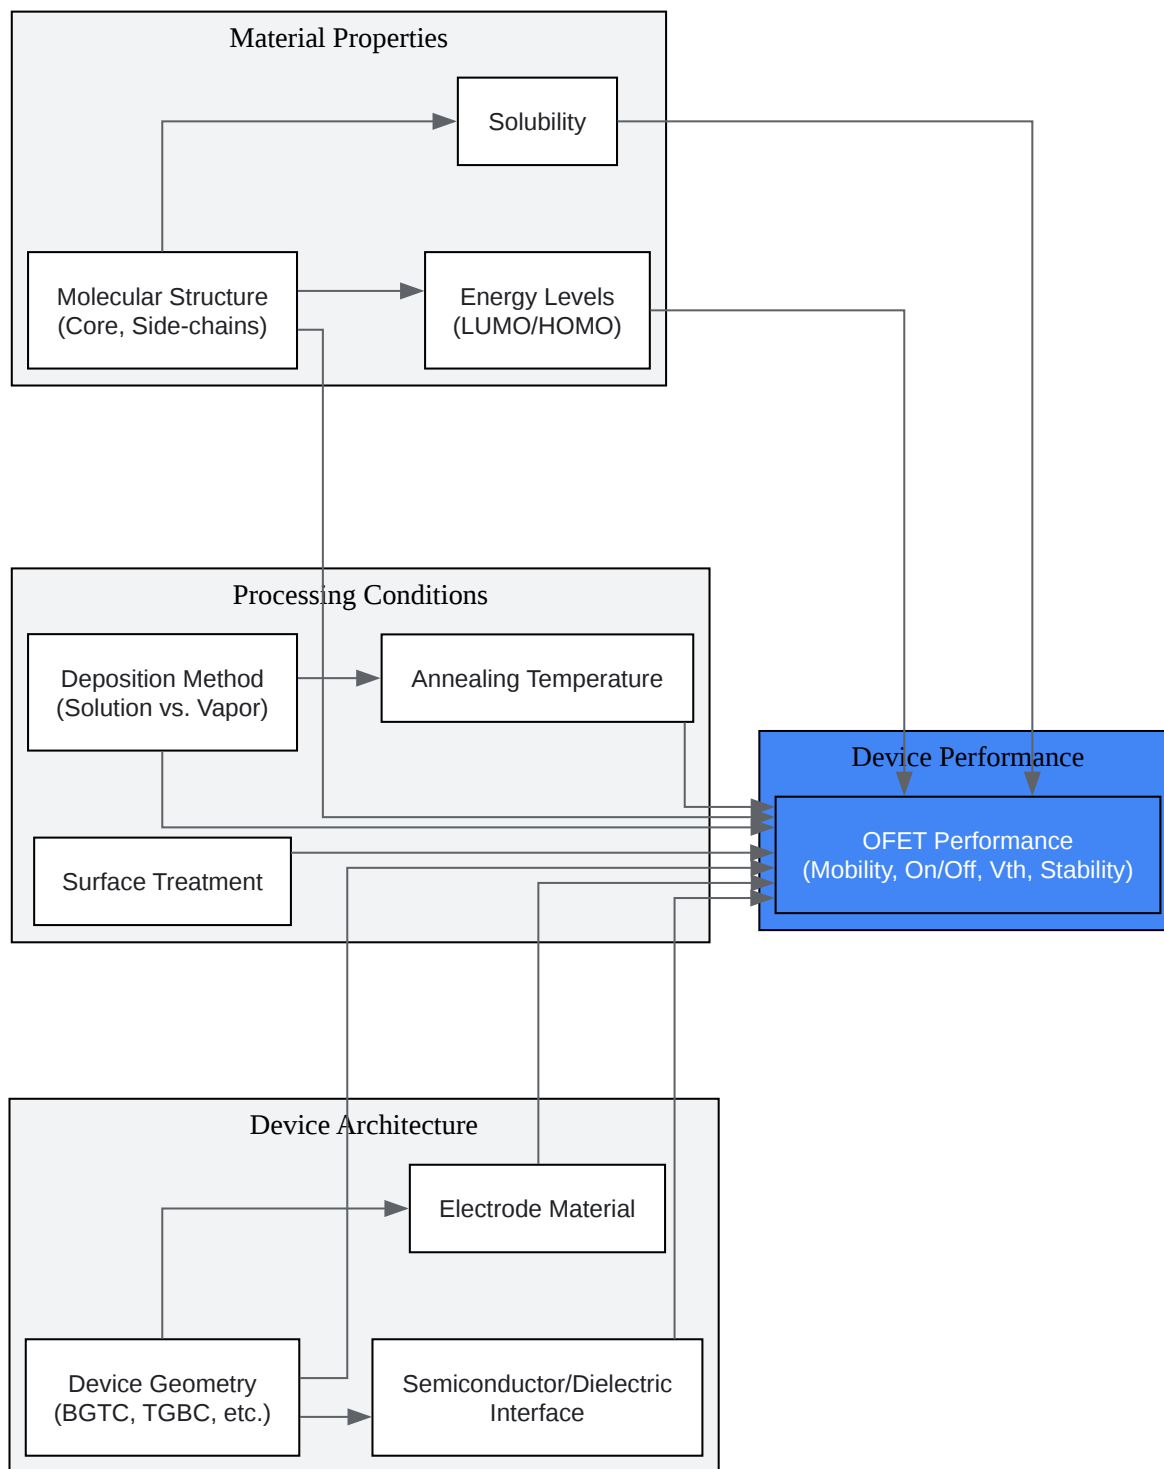 Material Properties
Solubility
Molecular Structure
(Core, Side-chains)
Energy Levels
(LUMO/HOMO)
Processing Conditions
Deposition Method
(Solution vs. Vapor)
Annealing Temperature
Surface Treatment
Device Performance
OFET Performance
(Mobility, On/Off, Vth, Stability)
Device Architecture
Electrode Material
Device Geometry
(BGTC, TGBC, etc.)
Semiconductor/Dielectric
Interface